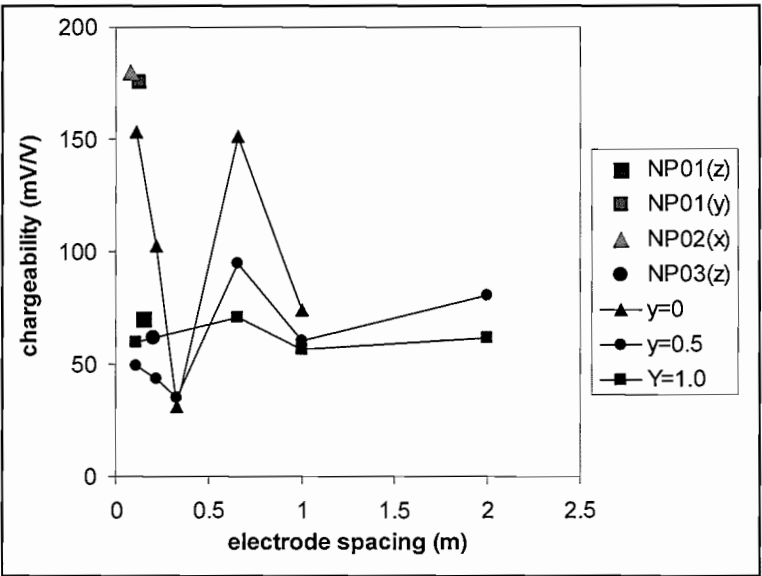 200
150
100
50
0
chargeability (mV/V)
0 0.5 1 1.5 2 2.5
electrode spacing (m)
NP01(z)
NP01(y)
NP02(x)
NP03(z)
y=0
y=0.5
Y=1.0